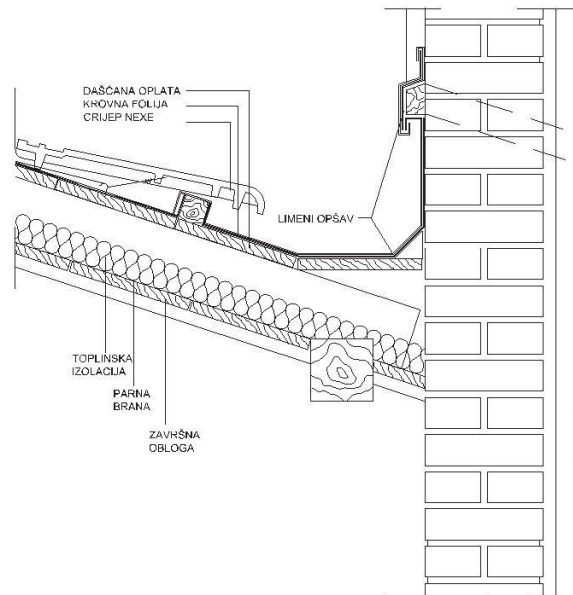 DAŠČANA OPLATA
KROVNA FOLIJA
CRIJEP NEXE
LIMENI OPŠAV
TOPLINSKA
IZOLACIJA
PARNA
BRANA
ZAVRŠNA
OBLOGA